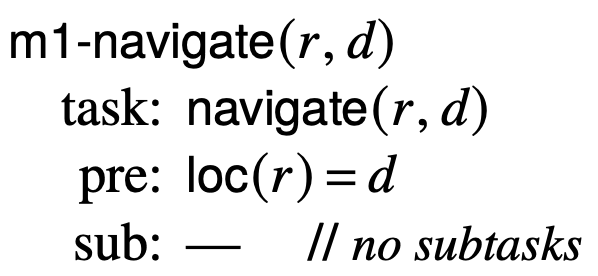 m1-navigate(r, d)
task: navigate(r, d)
pre: loc(r) = d
sub: — // no subtasks